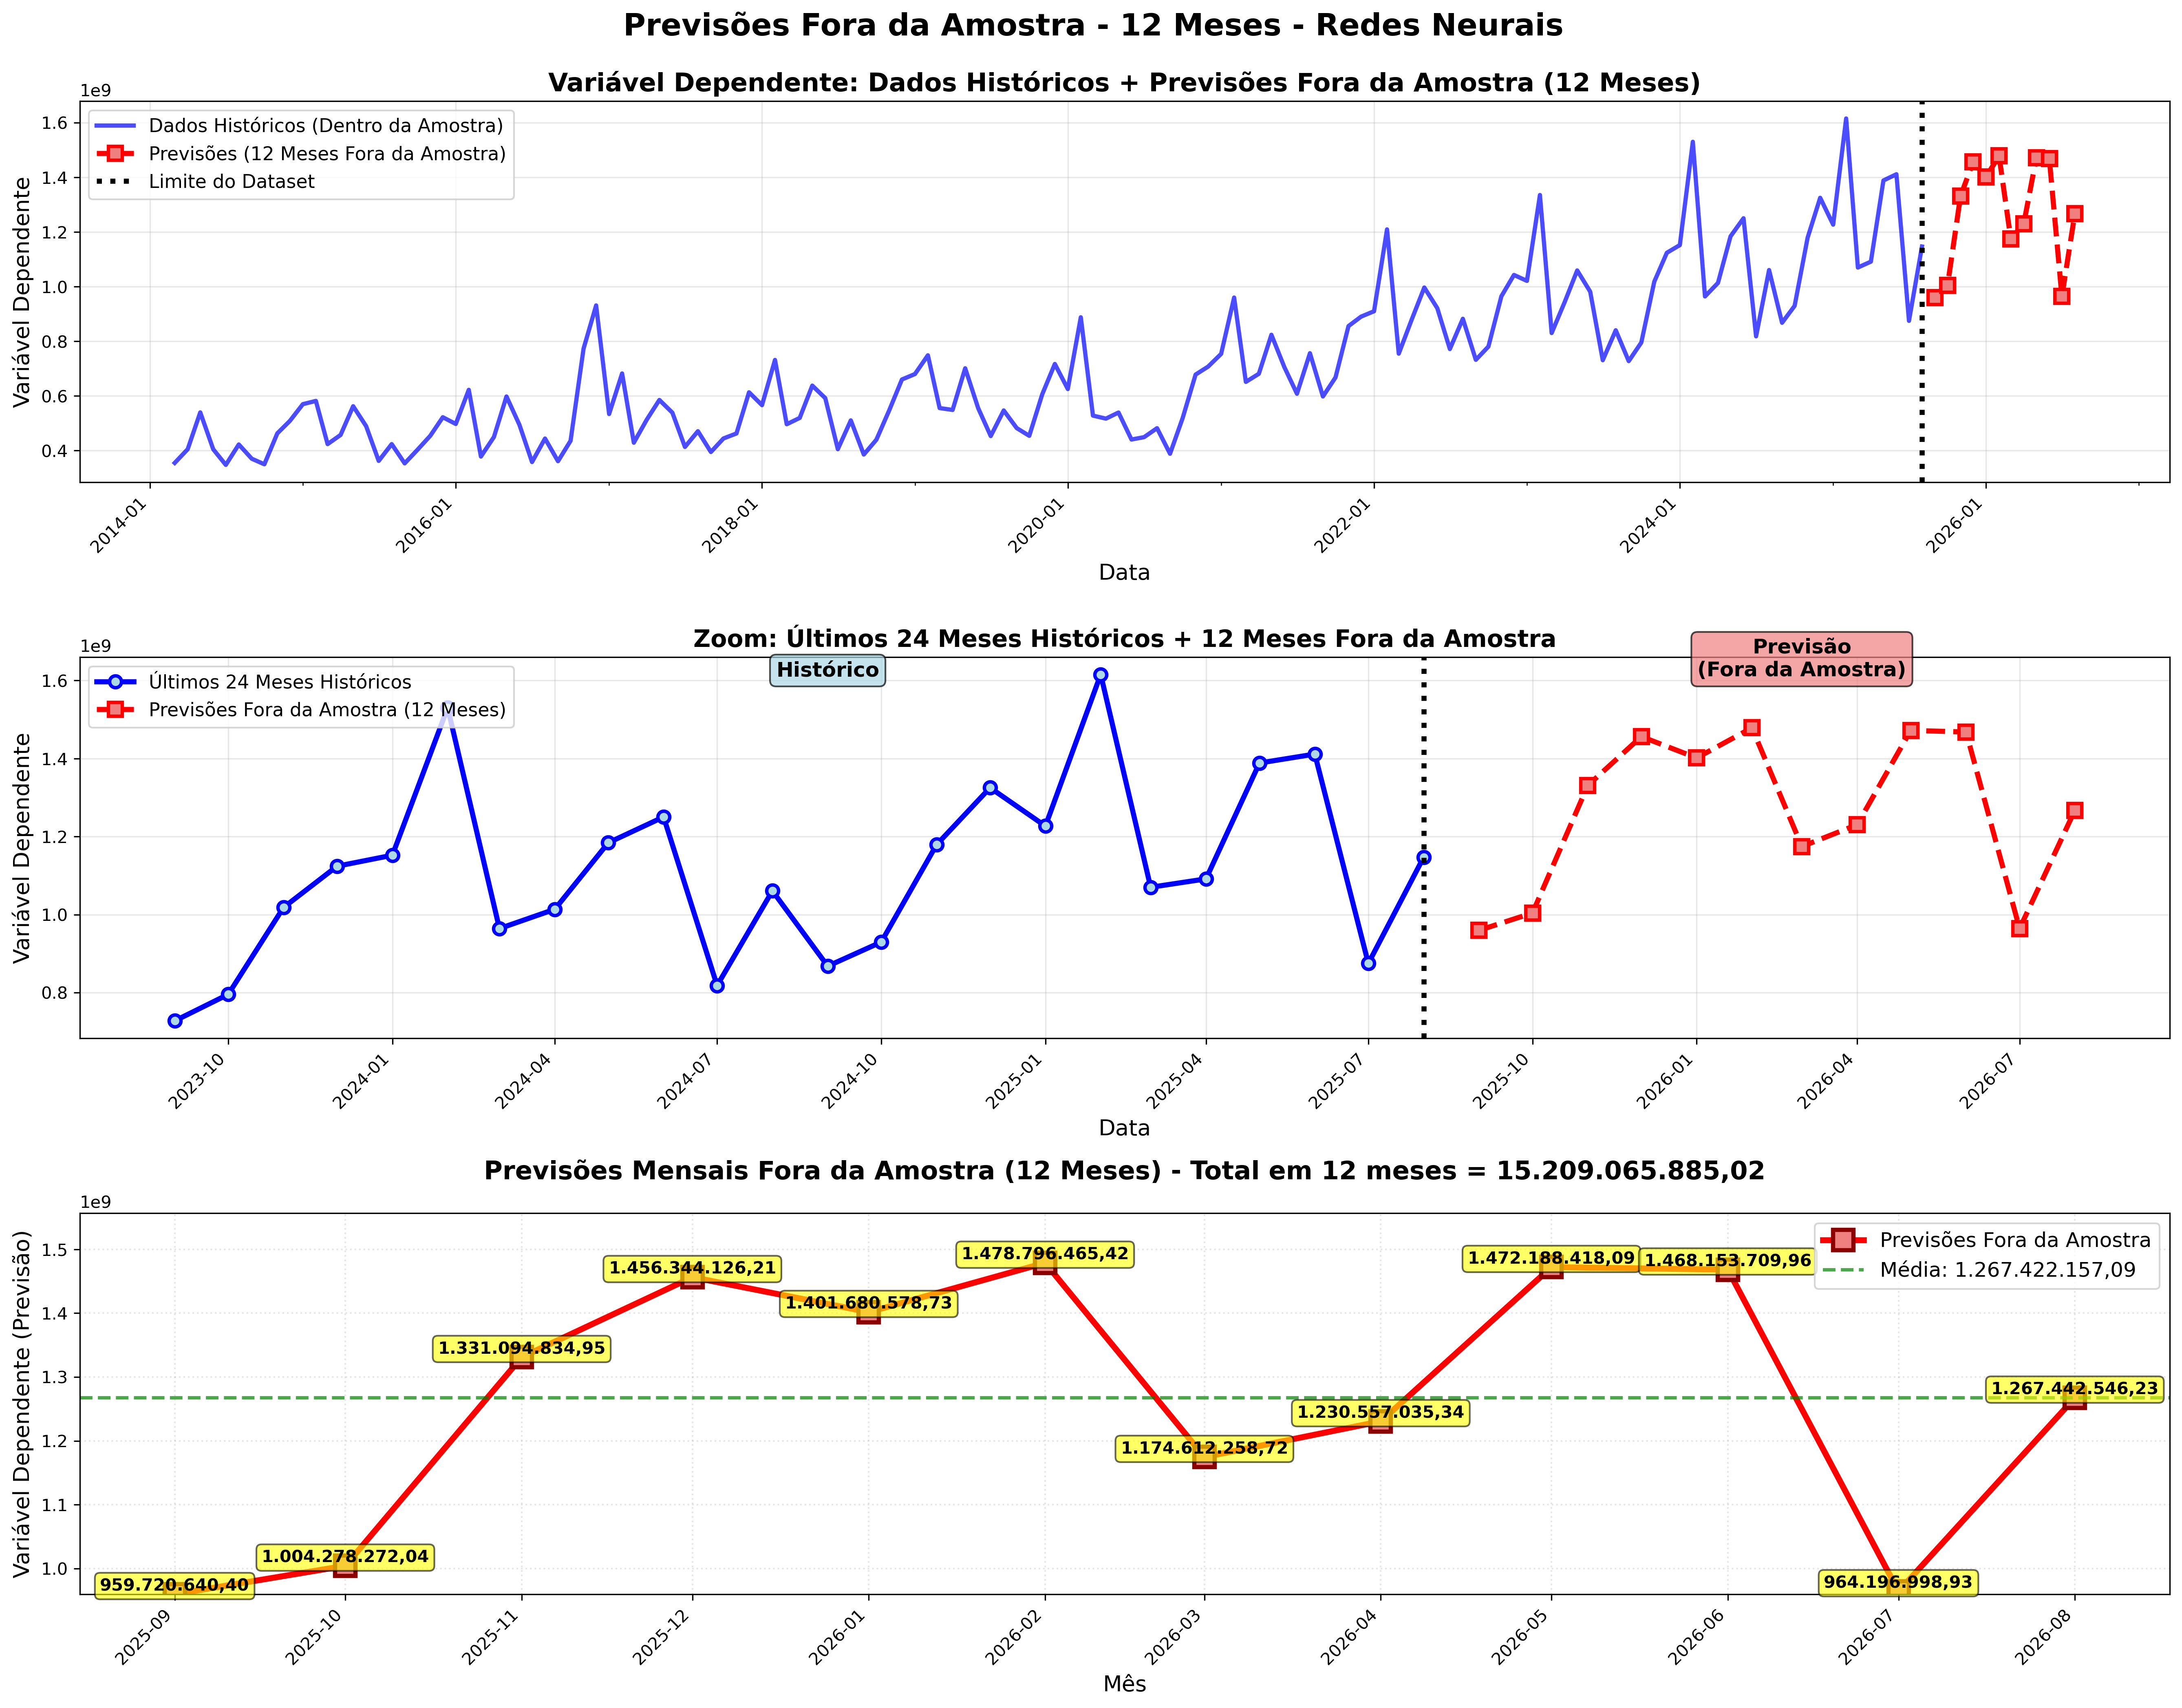 Previsões Fora da Amostra - 12 Meses - Redes Neurais
Variável Dependente: Dados Históricos + Previsões Fora da Amostra (12 Meses)
1e9
Dados Históricos (Dentro da Amostra)
Previsões (12 Meses Fora da Amostra)
Limite do Dataset
Variável Dependente
1.6
1.4
1.2
1.0
0.8
0.6
0.4
2014-01
2016-01
2018-01
2020-01
2022-01
2024-01
2026-01
Data
Zoom: Últimos 24 Meses Históricos + 12 Meses Fora da Amostra
1e9
Últimos 24 Meses Históricos
Previsões Fora da Amostra (12 Meses)
Histórico
Previsão
(Fora da Amostra)
Variável Dependente
1.6
1.4
1.2
1.0
0.8
2023-10
2024-01
2024-04
2024-07
2024-10
2025-01
2025-04
2025-07
2025-10
2026-01
2026-04
2026-07
Data
Previsões Mensais Fora da Amostra (12 Meses) - Total em 12 meses = 15.209.065.885,02
1e9
Previsões Fora da Amostra
Média: 1.267.422.157,09
Variável Dependente (Previsão)
1.5
1.4
1.3
1.2
1.1
1.0
959.720.640,40
1.004.278.272,04
1.331.094.834,95
1.456.344.126,21
1.401.680.578,73
1.478.796.465,42
1.174.612.258,72
1.230.557.035,34
1.472.188.418,09
1.468.153.709,96
964.196.998,93
1.267.442.546,23
2025-09
2025-10
2025-11
2025-12
2026-01
2026-02
2026-03
2026-04
2026-05
2026-06
2026-07
2026-08
Mês